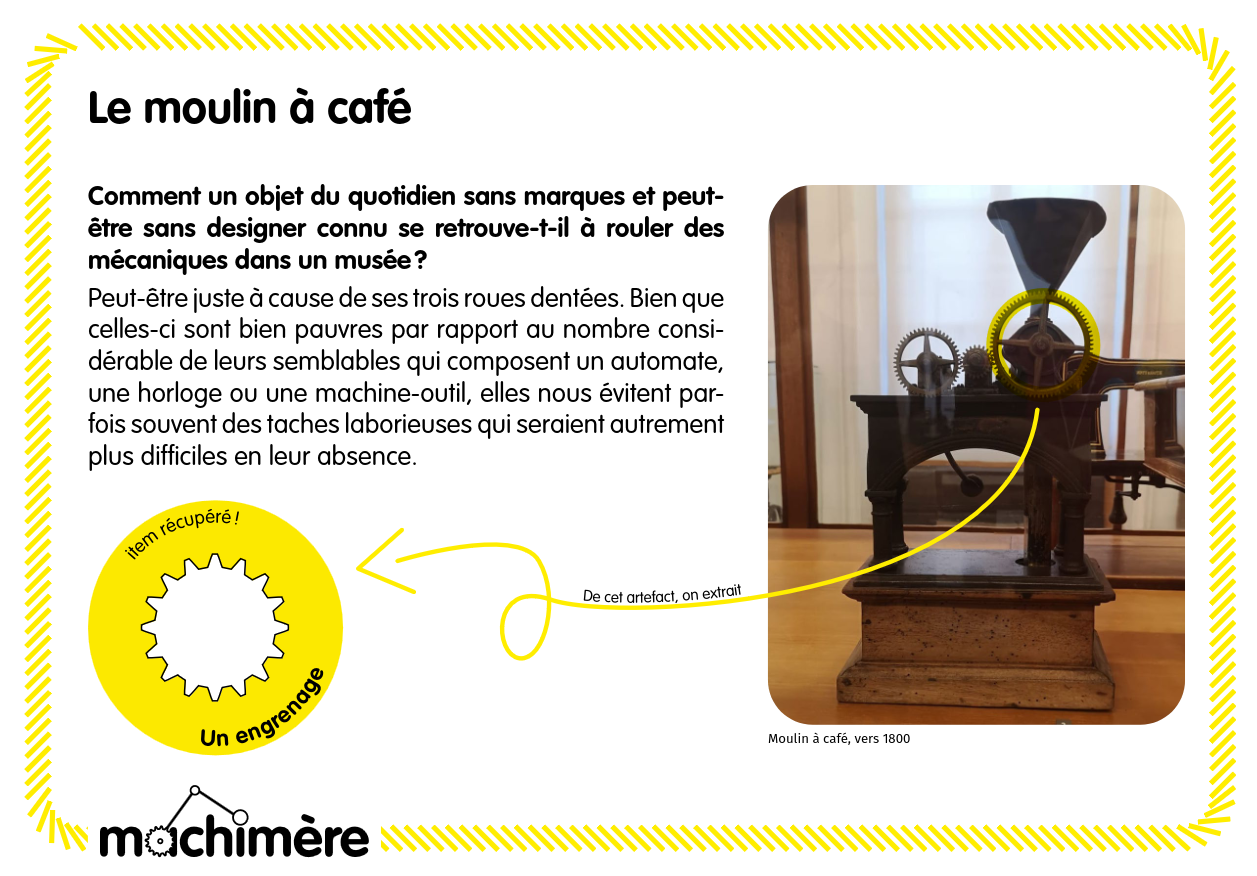 Le moulin à café
Comment un objet du quotidien sans marques et peut-
être sans designer connu se retrouve-t-il à rouler des
mécaniques dans un musée ?
Peut-être juste à cause de ses trois roues dentées. Bien que
celles-ci sont bien pauvres par rapport au nombre consi-
dérable de leurs semblables qui composent un automate,
une horloge ou une machine-outil, elles nous évitent par-
fois souvent des taches laborieuses qui seraient autrement
plus difficiles en leur absence.
item récupéré !
Un engrenage
De cet artefact, on extrait
Moulin à café, vers 1800
machimère